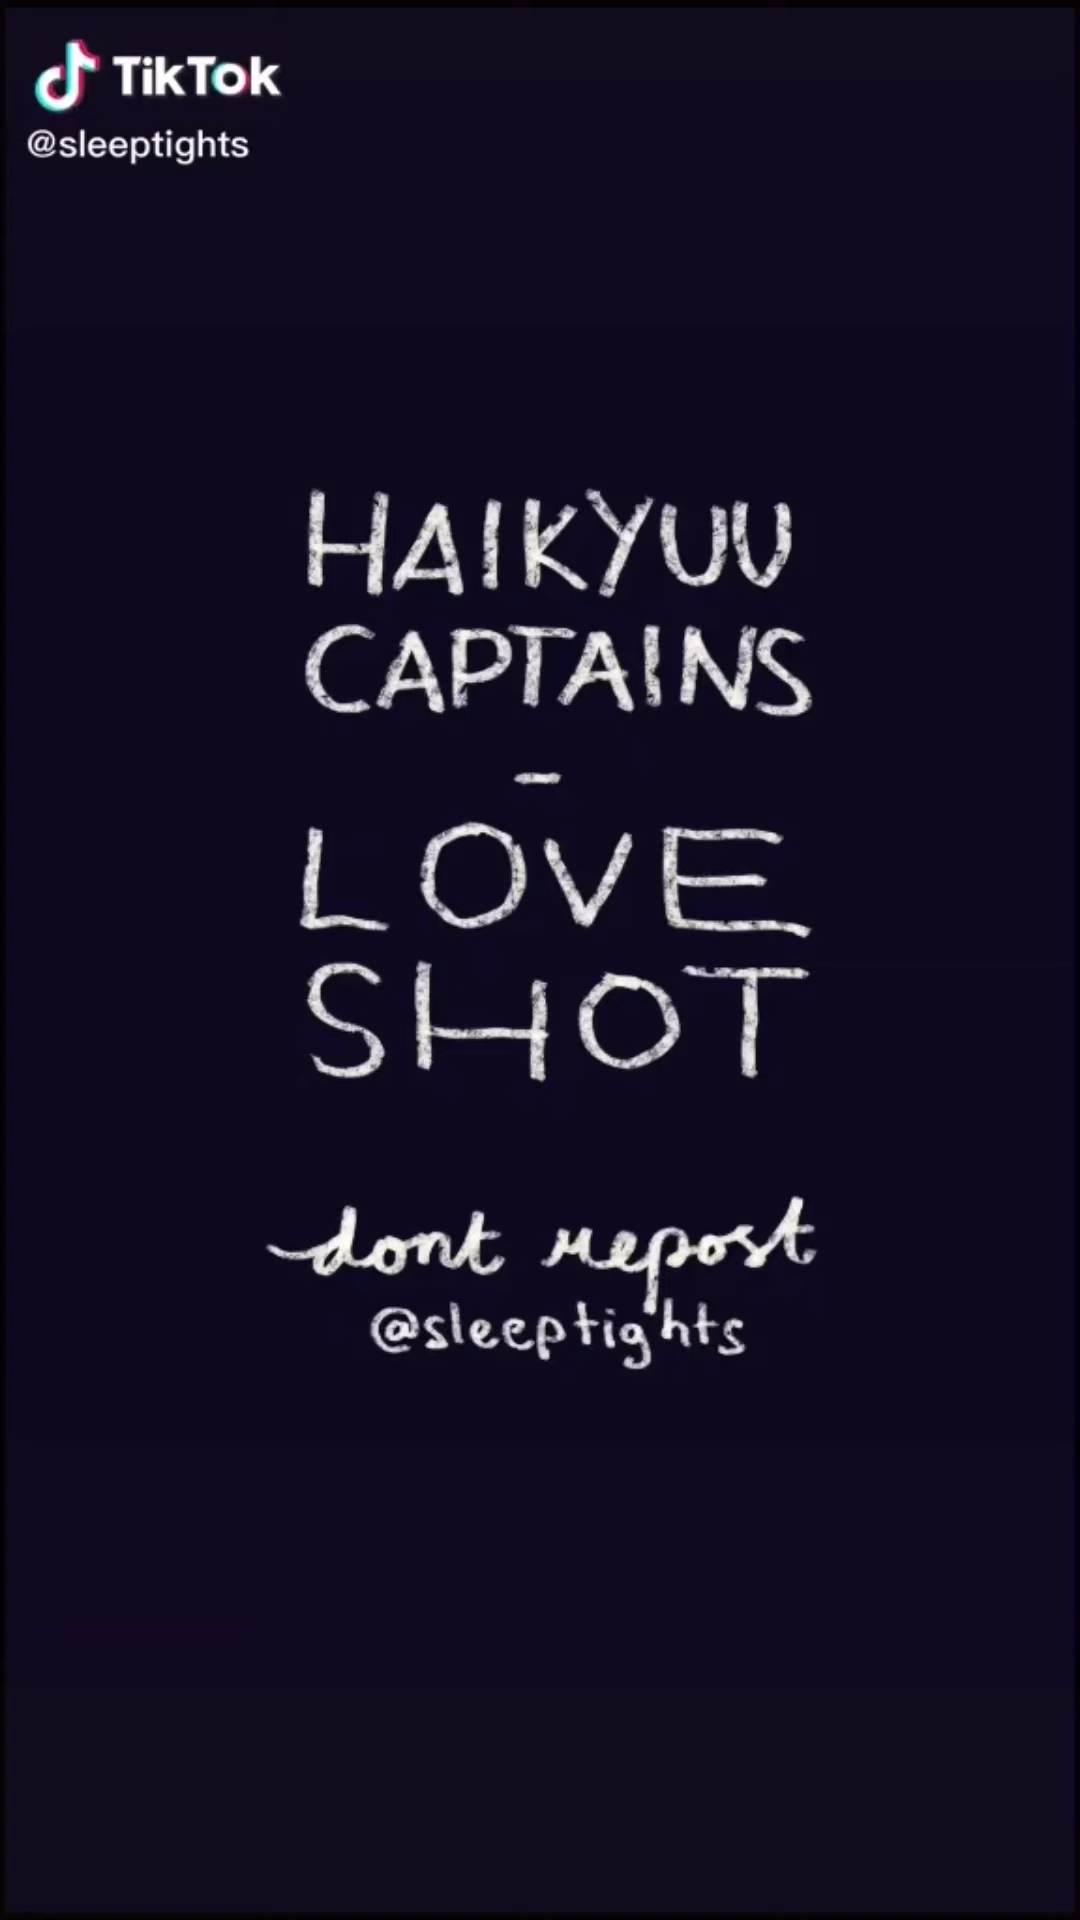 TikTok
@sleeptights
HAIKYUU
CAPTAINS
-
LOVE
SHOT
dont repost
@sleeptights